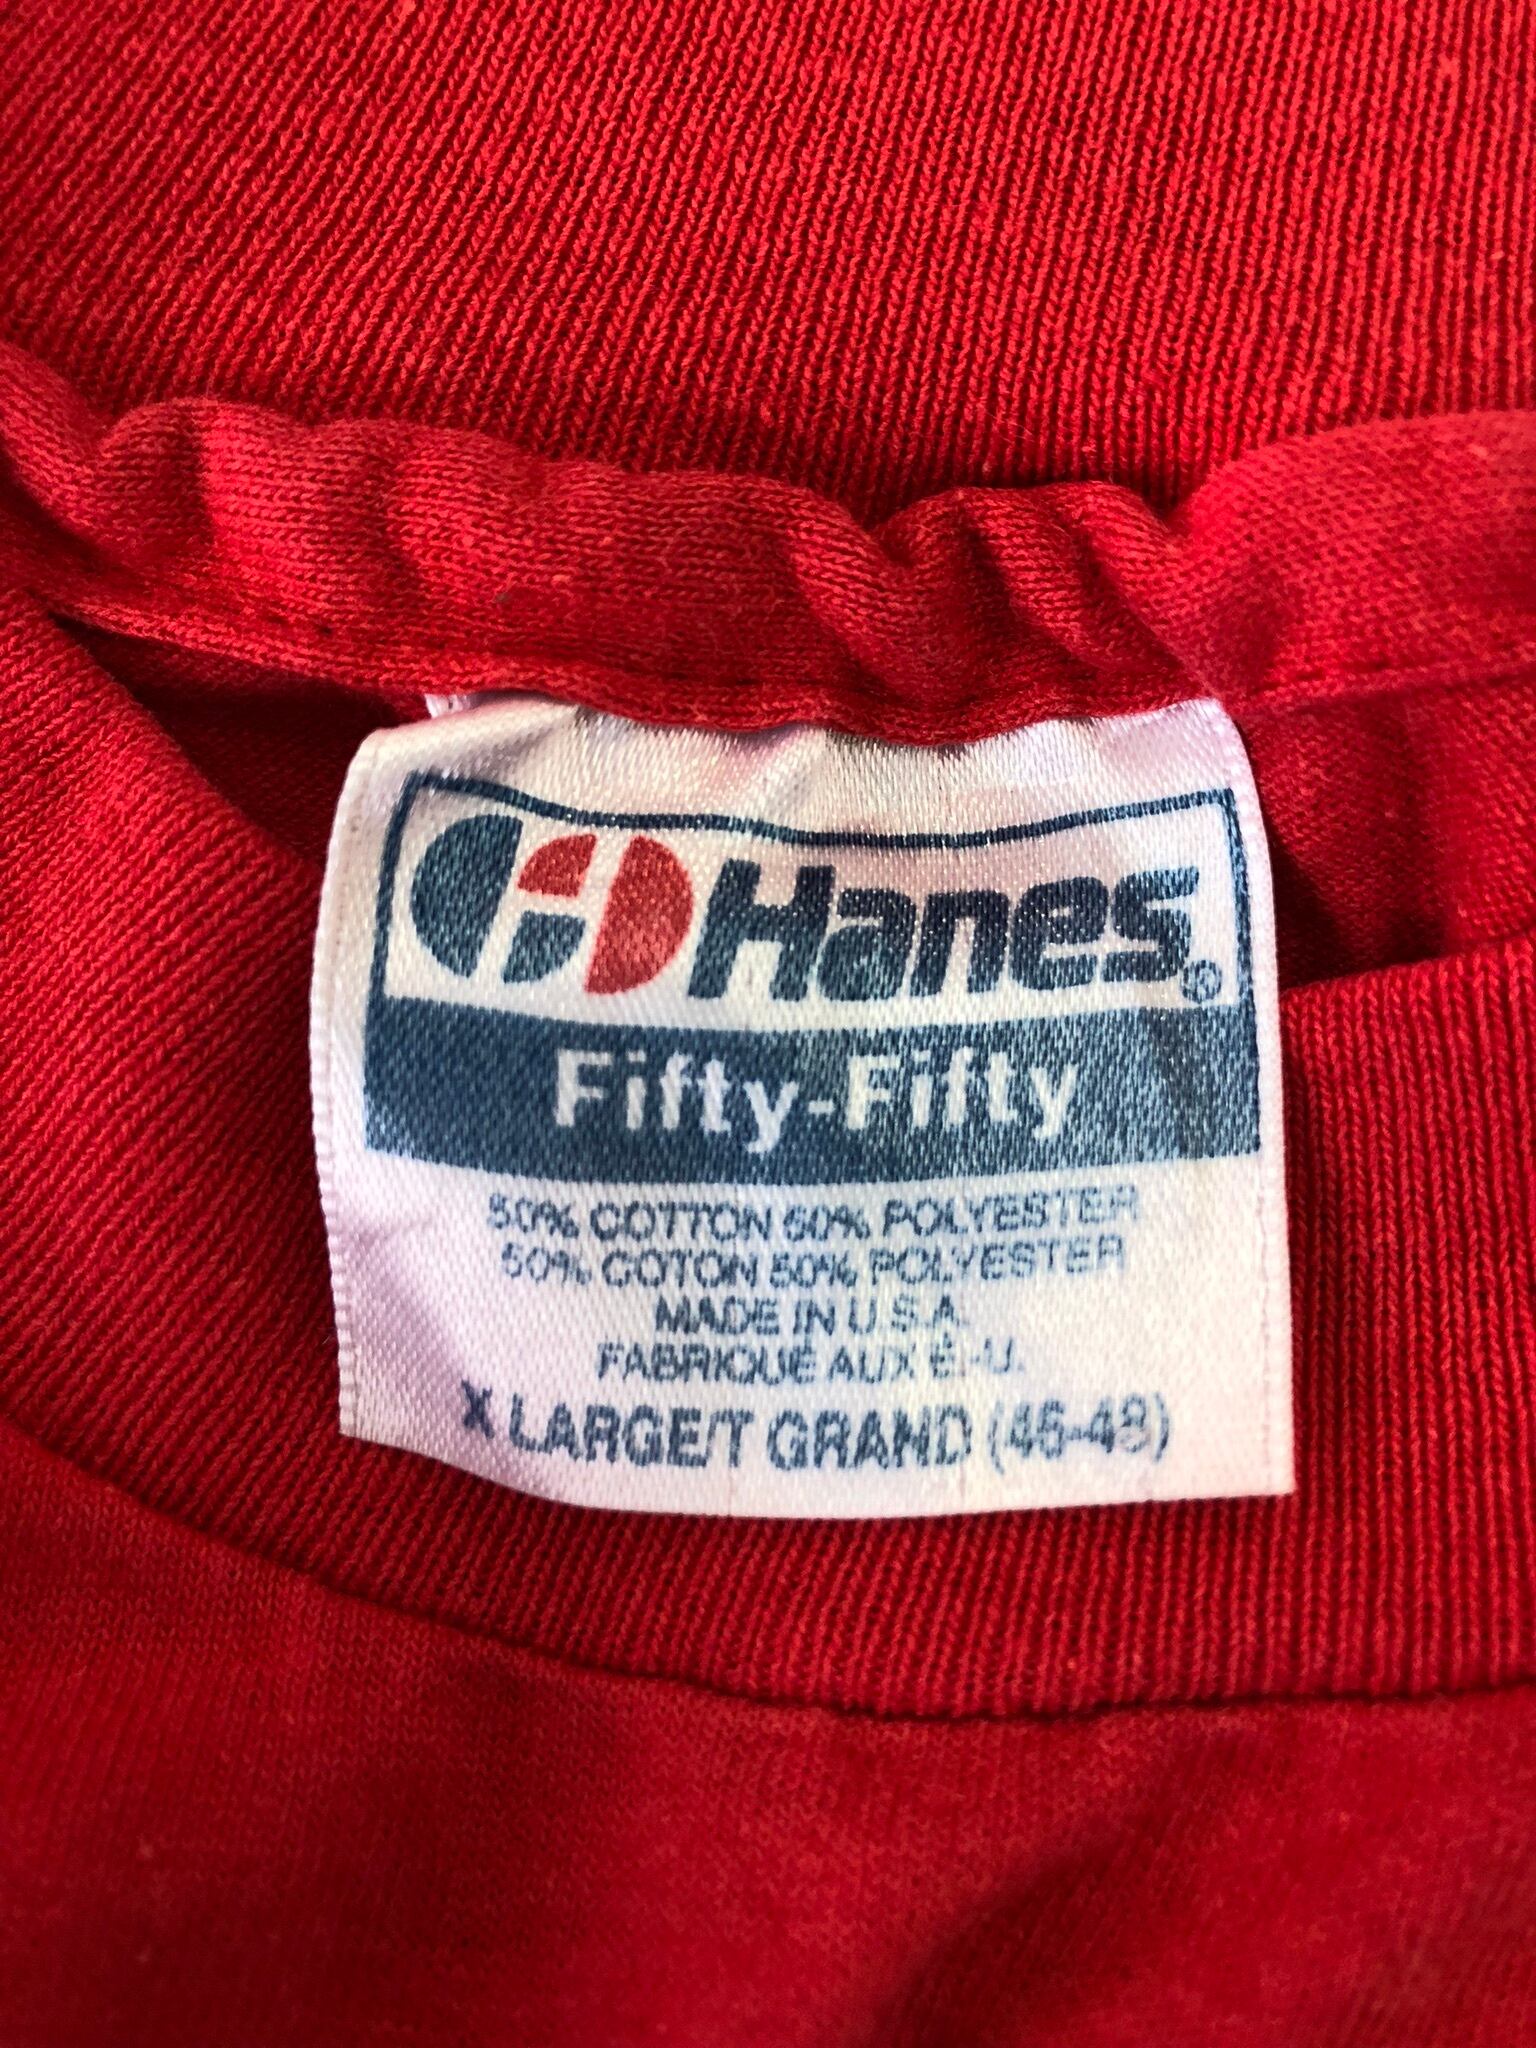 Hanes®
Fifty-Fifty
50% COTTON 50% POLYESTER
50% COTON 50% POLYESTER
MADE IN U.S.A.
FABRIQUÉ AUX É.-U.
X LARGE/T GRAND (46-48)